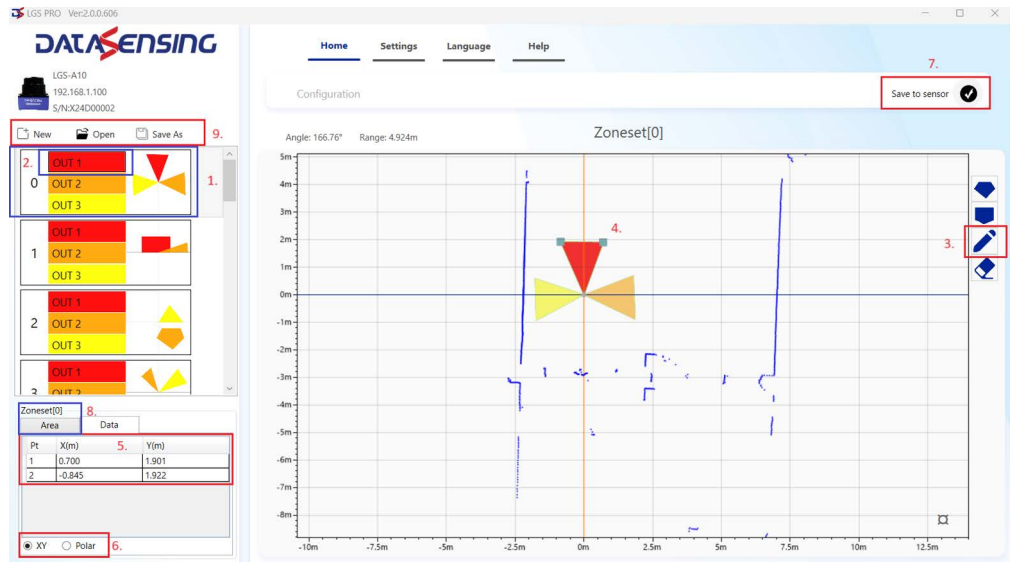 LGS PRO Ver:2.0.0.606
DATASENSING
LGS-A10
192.168.1.100
S/N:X24D00002
New Open Save As 9.
2. OUT 1
0 OUT 2 1.
OUT 3
OUT 1
1 OUT 2
OUT 3
OUT 1
2 OUT 2
OUT 3
OUT 1
3 OUT 2
Zoneset[0] 8.
Area Data
Pt X(m) 5. Y(m)
1 0.700 1.901
2 -0.845 1.922
XY Polar 6.
Home Settings Language Help
7.
Configuration Save to sensor
Angle: 166.76° Range: 4.924m Zoneset[0]
5m
4m
3m
4.
2m
3.
1m
0m
-1m
-2m
-3m
-4m
-5m
-6m
-7m
-8m
-10m -7.5m -5m -2.5m 0m 2.5m 5m 7.5m 10m 12.5m